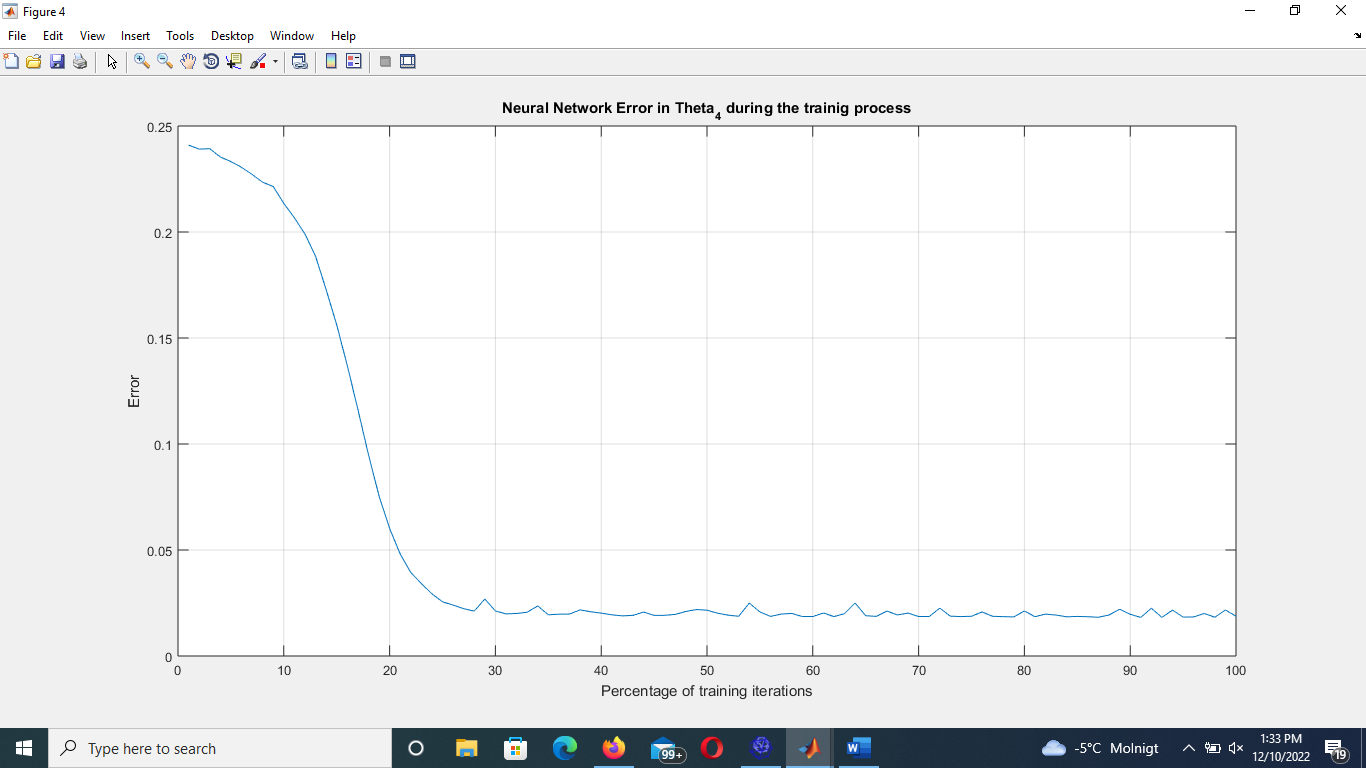 Figure 4
File Edit View Insert Tools Desktop Window Help
Neural Network Error in Theta4 during the trainig process
0.25
0.2
0.15
0.1
0.05
0
Error
0 10 20 30 40 50 60 70 80 90 100
Percentage of training iterations
Type here to search
99+
W
-5°C Molnigt
1:33 PM
12/10/2022
19